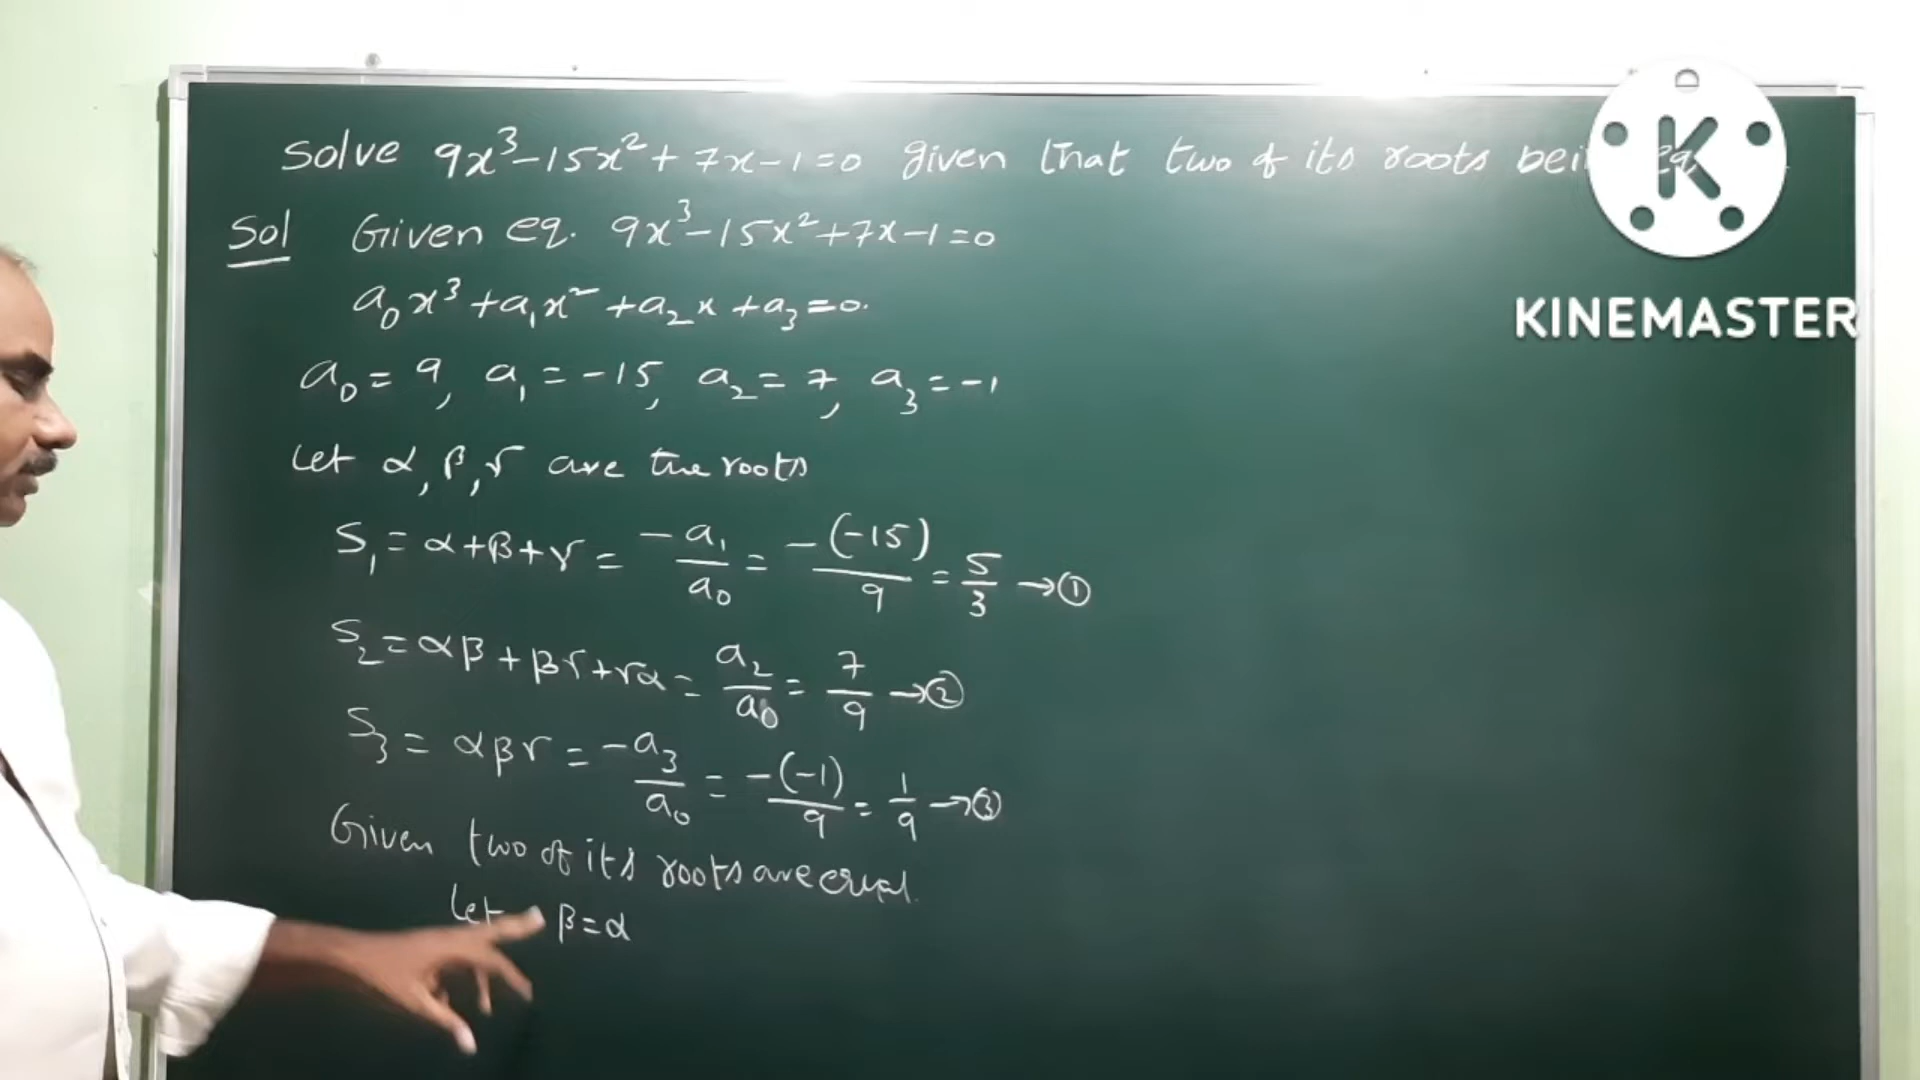 Solve 9x³-15x²+7x-1=0 given that two of its roots
Sol Given eq. 9x³-15x²+7x-1=0
a₀x³+a₁x²+a₂x+a₃=0.
a₀=9, a₁=-15, a₂=7, a₃=-1
Let α, β, γ are the roots
S₁=α+β+γ=-a₁/a₀=-(-15)/9=5/3→①
S₂=αβ+βγ+γα=a₂/a₀=7/9→②
S₃=αβγ=-a₃/a₀=-(-1)/9=1/9→③
Given two of its roots are equal.
Let β=α
K
KINEMASTER